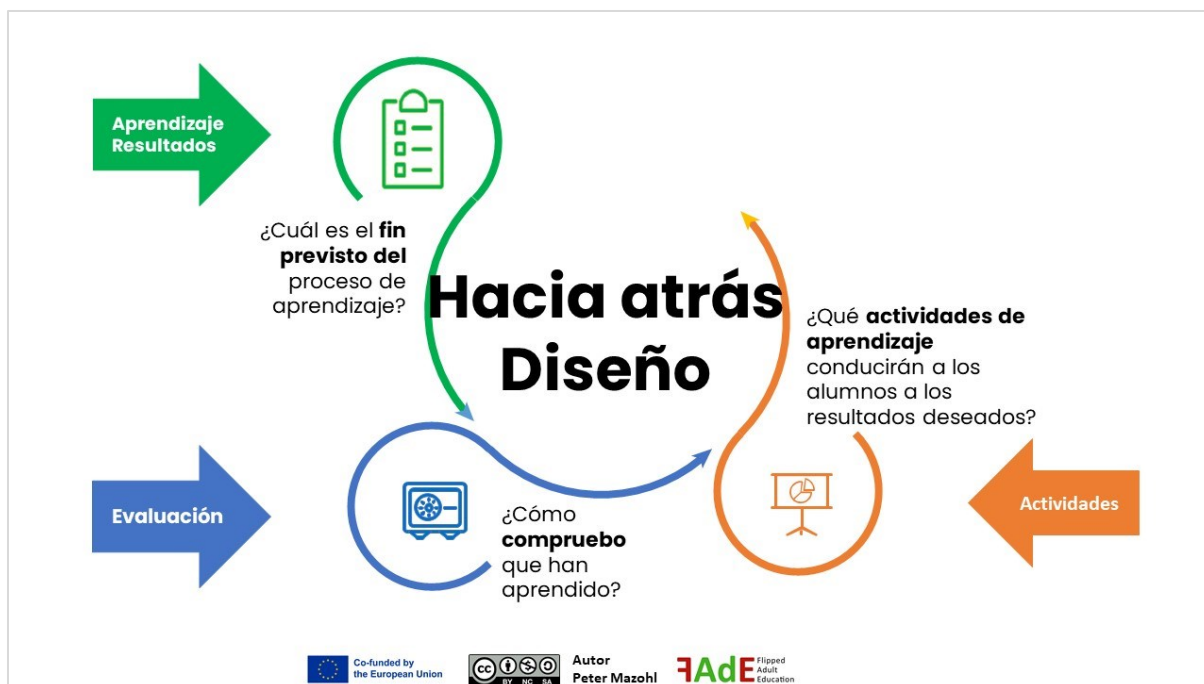 Aprendizaje
Resultados
¿Cuál es el fin
previsto del
proceso de
aprendizaje?
Hacia atrás
Diseño
¿Qué actividades de
aprendizaje
conducirán a los
alumnos a los
resultados deseados?
Evaluación
¿Cómo
compruebo
que han
aprendido?
Actividades
Co-funded by
the European Union
cc
BY NC SA
Autor
Peter Mazohl
FAdE
Flipped
Adult
Education